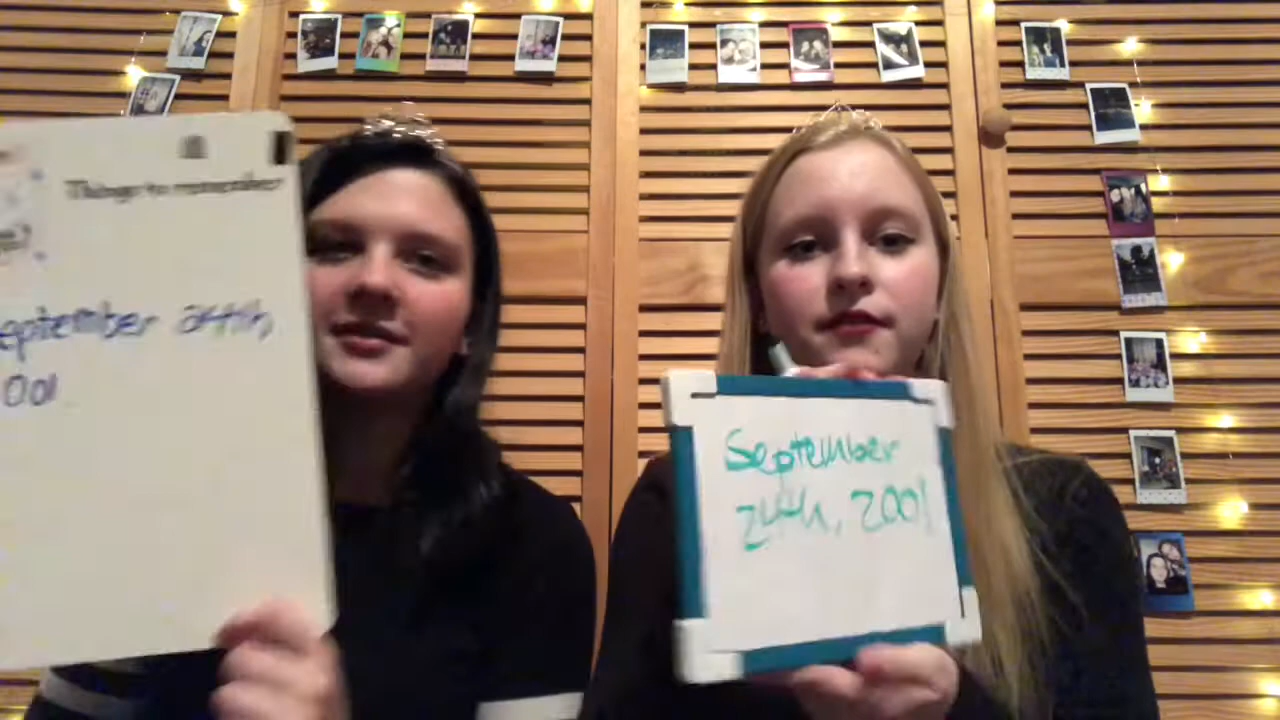 Things to remember
eptember 24th,
001
September
24th, 2001